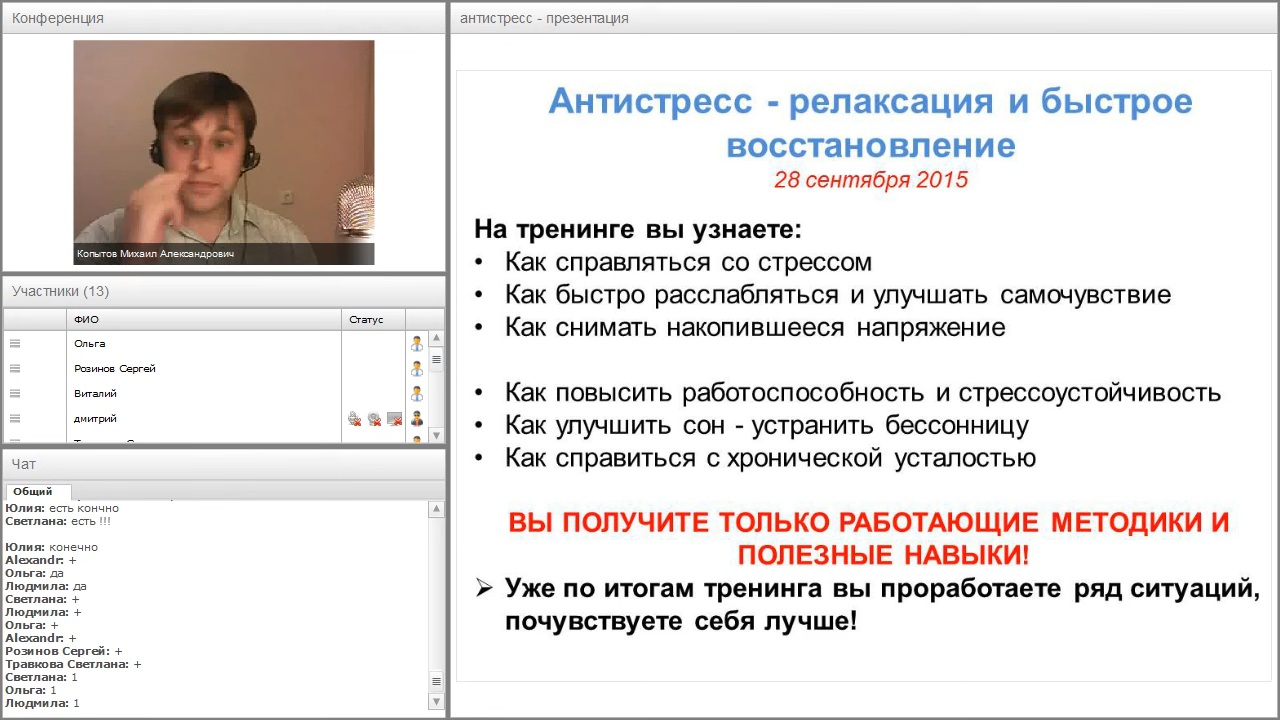 Конференция
Копытов Михаил Александрович
Участники (13)
ФИО
Статус
Ольга
Розинов Сергей
Виталий
дмитрий
Чат
Общий
Юлия: есть кончно
Светлана: есть !!!
Юлия: конечно
Alexandr: +
Ольга: да
Людмила: да
Светлана: +
Людмила: +
Ольга: +
Alexandr: +
Розинов Сергей: +
Травкова Светлана: +
Светлана: 1
Ольга: 1
Людмила: 1
антистресс - презентация
Антистресс - релаксация и быстрое
восстановление
28 сентября 2015
На тренинге вы узнаете:
• Как справляться со стрессом
• Как быстро расслабляться и улучшать самочувствие
• Как снимать накопившееся напряжение
• Как повысить работоспособность и стрессоустойчивость
• Как улучшить сон - устранить бессонницу
• Как справиться с хронической усталостью
ВЫ ПОЛУЧИТЕ ТОЛЬКО РАБОТАЮЩИЕ МЕТОДИКИ И
ПОЛЕЗНЫЕ НАВЫКИ!
➢ Уже по итогам тренинга вы проработаете ряд ситуаций,
почувствуете себя лучше!